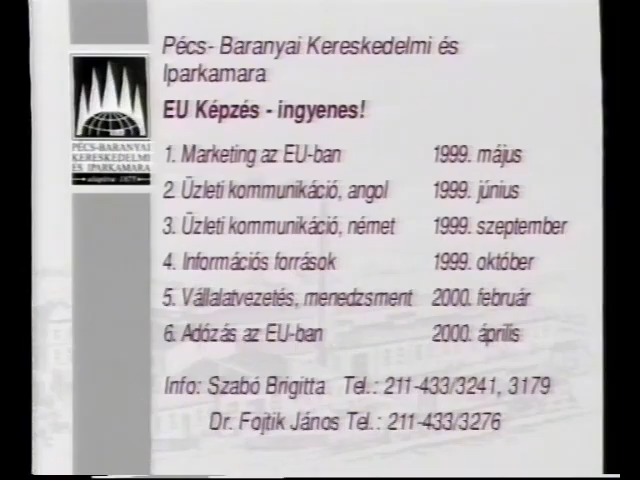 Pécs- Baranyai Kereskedelmi és
Iparkamara
EU Képzés - ingyenes!
1. Marketing az EU-ban 1999. május
2. Üzleti kommunikáció, angol 1999. június
3. Üzleti kommunikáció, német 1999. szeptember
4. Információs források 1999. október
5. Vállalatvezetés, menedzsment 2000. február
6. Adózás az EU-ban 2000. április
Info: Szabó Brigitta Tel.: 211-433/3241, 3179
Dr. Fojtik János Tel.: 211-433/3276
PÉCS-BARANYAI
KERESKEDELMI
ÉS IPARKAMARA